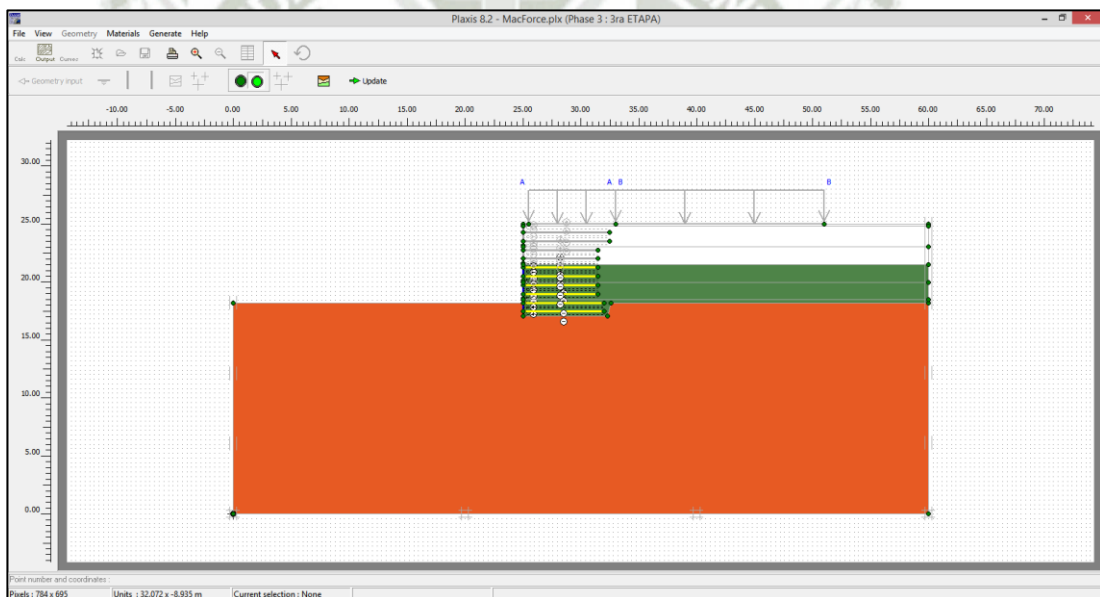 Plaxis 8.2 - MacForce.plx (Phase 3 : 3ra ETAPA)
File View Geometry Materials Generate Help
Calc Output Curves
Geometry input Update
-10.00 -5.00 0.00 5.00 10.00 15.00 20.00 25.00 30.00 35.00 40.00 45.00 50.00 55.00 60.00 65.00 70.00
30.00
A A B B
25.00
20.00
15.00
10.00
5.00
0.00
Point number and coordinates :
Pixels : 784 x 695 Units : 32.072 x -8.935 m Current selection : None